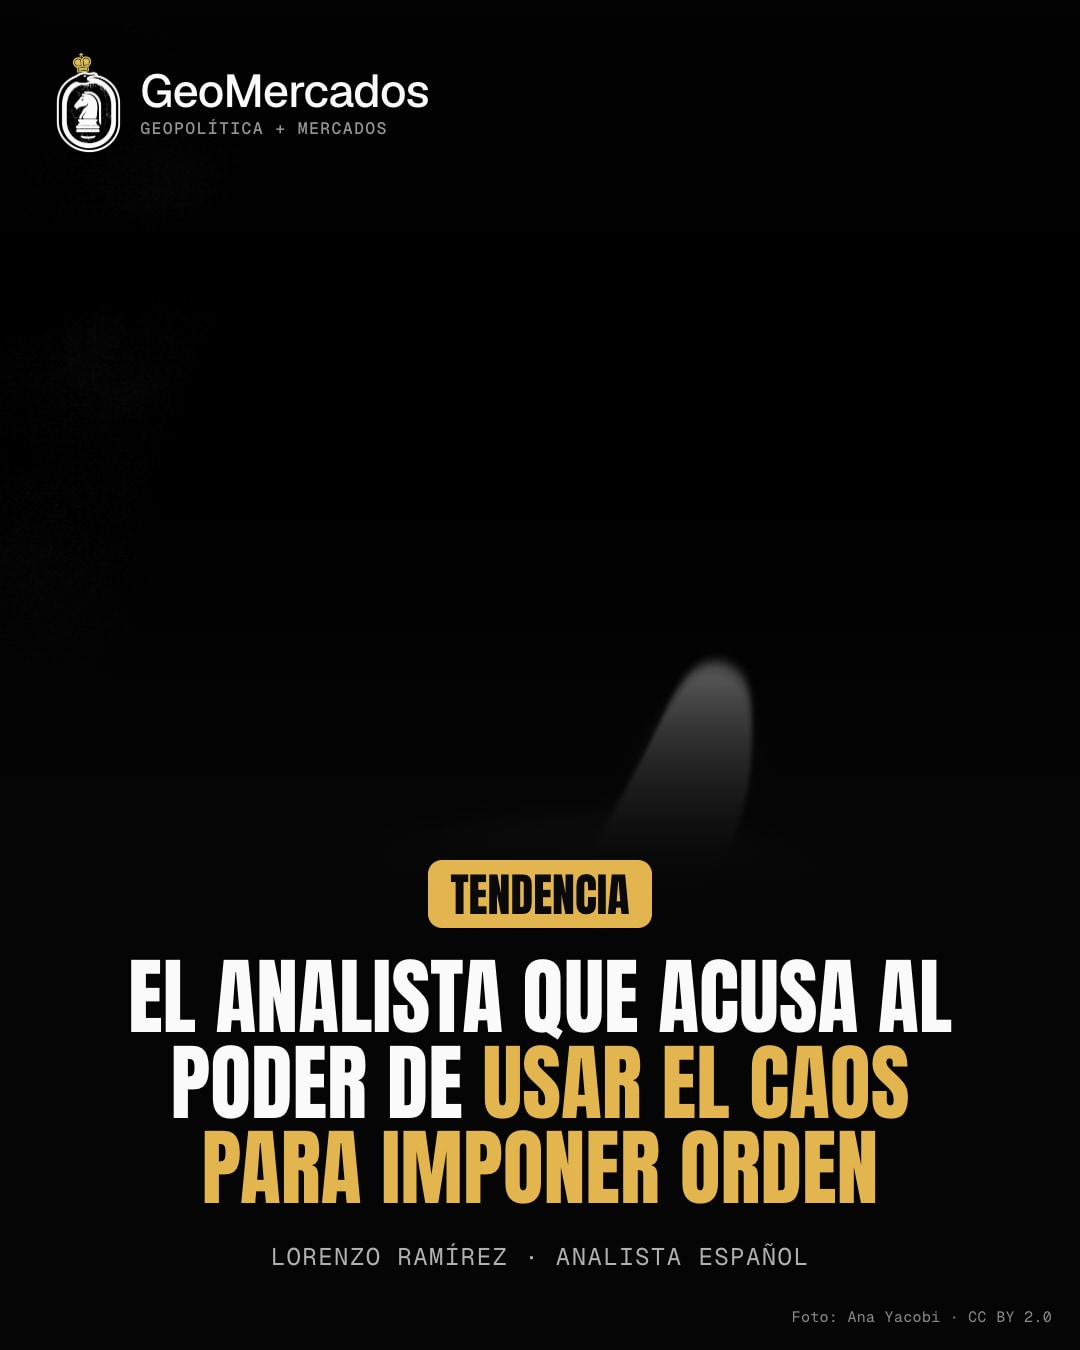 GeoMercados
GEOPOLÍTICA + MERCADOS
TENDENCIA
EL ANALISTA QUE ACUSA AL
PODER DE USAR EL CAOS
PARA IMPONER ORDEN
LORENZO RAMÍREZ · ANALISTA ESPAÑOL
Foto: Ana Yacobi · CC BY 2.0